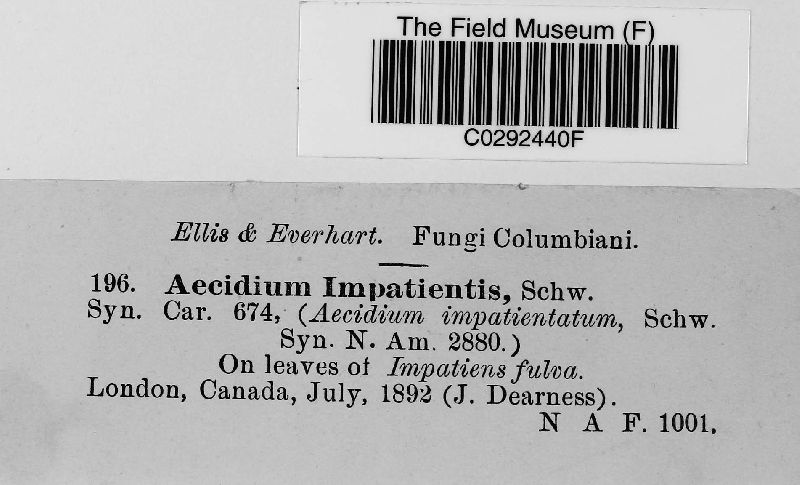 The Field Museum (F)
C0292440F
Ellis & Everhart. Fungi Columbiani.
196. Aecidium Impatientis, Schw.
Syn. Car. 674, (Aecidium impatientatum, Schw.
Syn. N. Am. 2880.)
On leaves of Impatiens fulva.
London, Canada, July, 1892 (J. Dearness).
N A F. 1001.